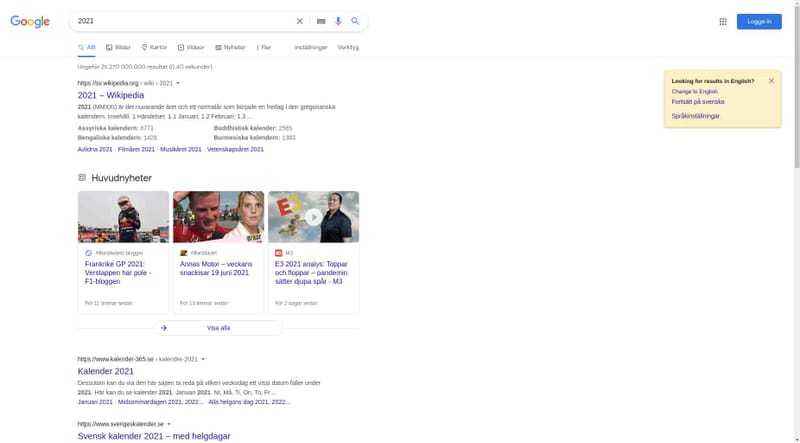 Google
2021
Logga in
Allt Bilder Kartor Videor Nyheter Fler Inställningar Verktyg
Ungefär 25 270 000 000 resultat (0,40 sekunder)
https://sv.wikipedia.org › wiki › 2021
2021 – Wikipedia
2021 (MMXXI) är det nuvarande året och ett normalår som började en fredag i den gregorianska
kalendern. Innehåll. 1 Händelser. 1.1 Januari; 1.2 Februari; 1.3 ...
Assyriska kalendern: 6771 Buddhistisk kalender: 2565
Bengaliska kalendern: 1428 Burmesiska kalendern: 1383
Avlidna 2021 · Filmåret 2021 · Musikåret 2021 · Vetenskapsåret 2021
Looking for results in English?
Change to English
Fortsätt på svenska
Språkinställningar
Huvudnyheter
Aftonbladets bloggar
Frankrike GP 2021:
Verstappen har pole -
F1-bloggen
För 11 timmar sedan
Aftonbladet
Arinas Motor – veckans
snackisar 19 juni 2021
För 13 timmar sedan
E3
M3
E3 2021 analys: Toppar
och floppar – pandemin
sätter djupa spår - M3
För 2 dagar sedan
Visa alla
https://www.kalender-365.se › kalender-2021
Kalender 2021
Dessutom kan du via den här sajten ta reda på vilken veckodag ett visst datum faller under
2021. Här kan du se kalender 2021. Januari 2021. Nr, Må, Ti, On, To, Fr ...
Januari 2021 · Midsommardagen 2021, 2022... · Alla helgons dag 2021, 2022...
https://www.sverigeskalender.se
Svensk kalender 2021 – med helgdagar